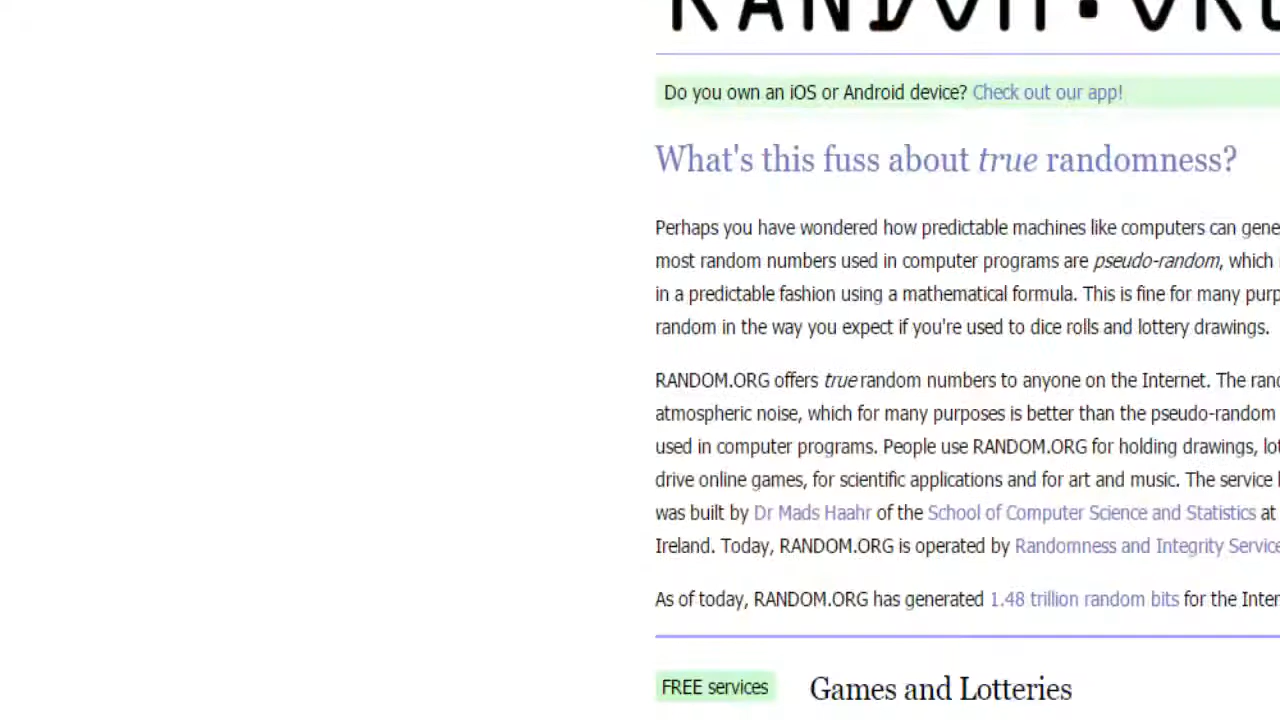 RANDOM.ORG
Do you own an iOS or Android device? Check out our app!
What's this fuss about true randomness?
Perhaps you have wondered how predictable machines like computers can gene
most random numbers used in computer programs are pseudo-random, which i
in a predictable fashion using a mathematical formula. This is fine for many purp
random in the way you expect if you're used to dice rolls and lottery drawings.
RANDOM.ORG offers true random numbers to anyone on the Internet. The rand
atmospheric noise, which for many purposes is better than the pseudo-random
used in computer programs. People use RANDOM.ORG for holding drawings, lot
drive online games, for scientific applications and for art and music. The service h
was built by Dr Mads Haahr of the School of Computer Science and Statistics at
Ireland. Today, RANDOM.ORG is operated by Randomness and Integrity Service
As of today, RANDOM.ORG has generated 1.48 trillion random bits for the Inter
FREE services
Games and Lotteries